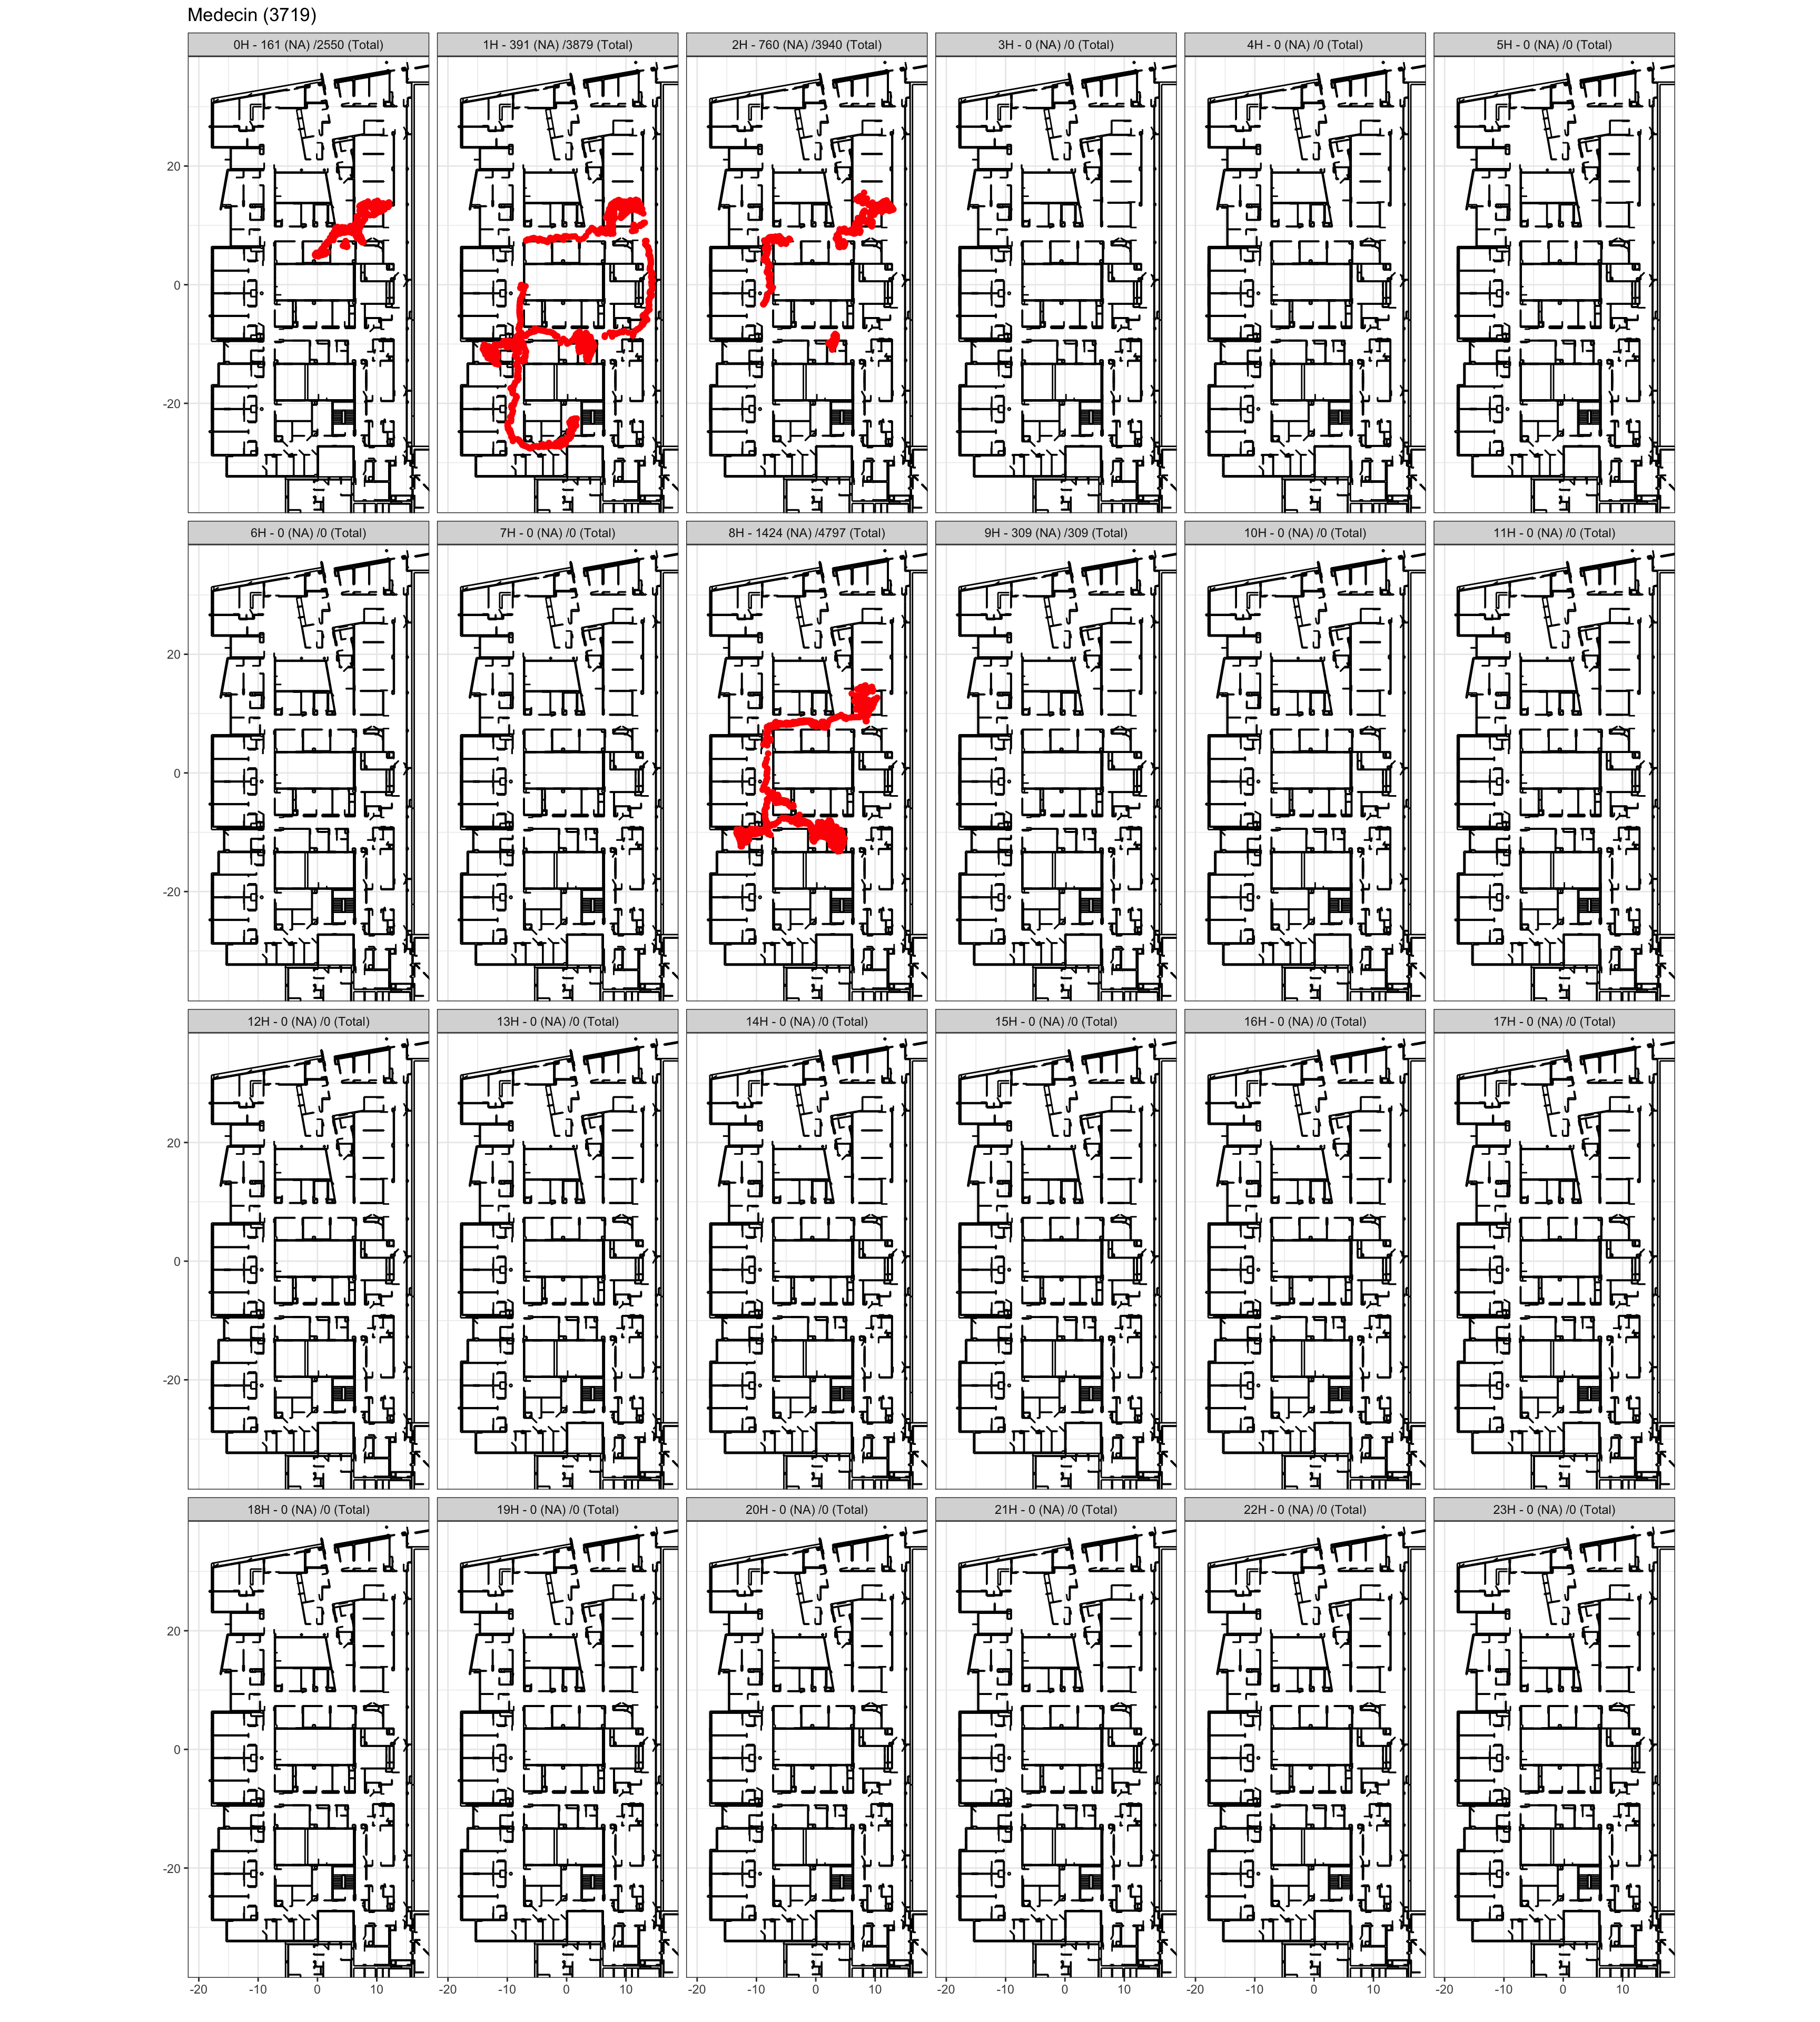 Medecin (3719)
0H - 161 (NA) /2550 (Total) 1H - 391 (NA) /3879 (Total) 2H - 760 (NA) /3940 (Total) 3H - 0 (NA) /0 (Total) 4H - 0 (NA) /0 (Total) 5H - 0 (NA) /0 (Total)
20
0
-20
6H - 0 (NA) /0 (Total) 7H - 0 (NA) /0 (Total) 8H - 1424 (NA) /4797 (Total) 9H - 309 (NA) /309 (Total) 10H - 0 (NA) /0 (Total) 11H - 0 (NA) /0 (Total)
20
0
-20
12H - 0 (NA) /0 (Total) 13H - 0 (NA) /0 (Total) 14H - 0 (NA) /0 (Total) 15H - 0 (NA) /0 (Total) 16H - 0 (NA) /0 (Total) 17H - 0 (NA) /0 (Total)
20
0
-20
18H - 0 (NA) /0 (Total) 19H - 0 (NA) /0 (Total) 20H - 0 (NA) /0 (Total) 21H - 0 (NA) /0 (Total) 22H - 0 (NA) /0 (Total) 23H - 0 (NA) /0 (Total)
20
0
-20
-20 -10 0 10 -20 -10 0 10 -20 -10 0 10 -20 -10 0 10 -20 -10 0 10 -20 -10 0 10